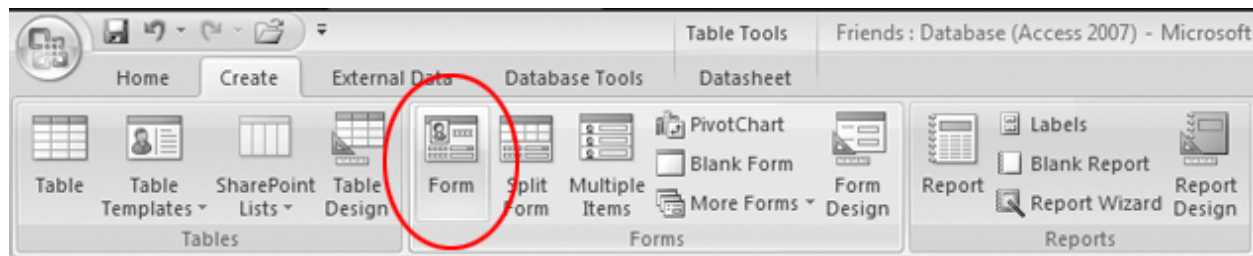 Table Tools Friends : Database (Access 2007) - Microsoft
Home Create External Data Database Tools Datasheet
Table
Table Templates
SharePoint Lists
Table Design
Form
Split Form
Multiple Items
PivotChart
Blank Form
More Forms
Form Design
Report
Labels
Blank Report
Report Wizard
Report Design
Tables Forms Reports